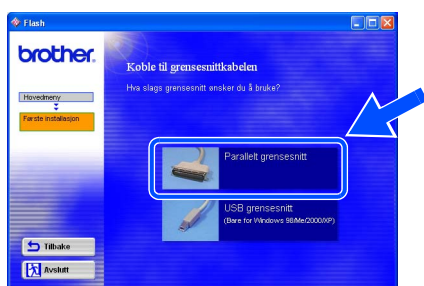 Flash
brother.
Koble til grensesnittkabelen
Hva slags grensesnitt ønsker du å bruke?
Hovedmeny
Første installasjon
Parallelt grensesnitt
USB grensesnitt
(Bare for Windows 98/Me/2000/XP)
Tilbake
Avslutt